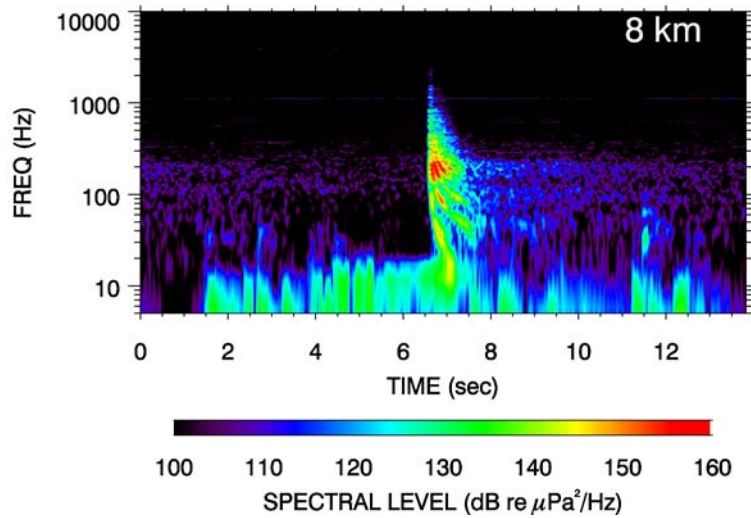 10000
8 km
1000
100
10
FREQ (Hz)
0 2 4 6 8 10 12
TIME (sec)
100 110 120 130 140 150 160
SPECTRAL LEVEL (dB re μPa²/Hz)